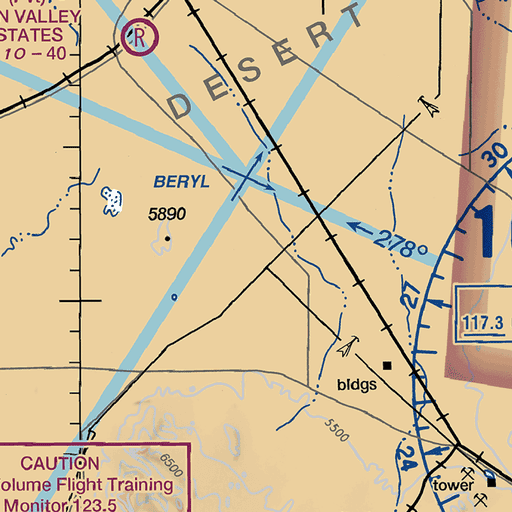 N VALLEY
STATES
10 - 40
R
DESERT
BERYL
5890
278°
30
27
24
117.3
bldgs
5500
6500
tower
CAUTION
olume Flight Training
Monitor 123.5